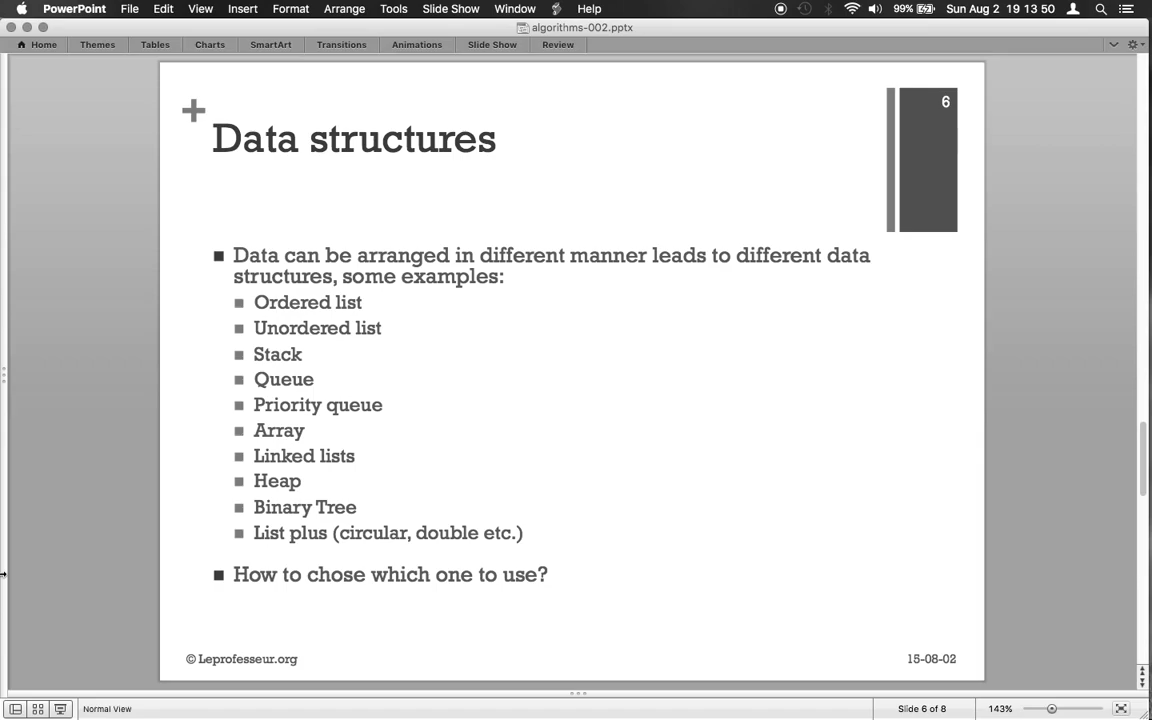 PowerPoint File Edit View Insert Format Arrange Tools Slide Show Window Help 99% Sun Aug 2 19 13 50
algorithms-002.pptx
Home Themes Tables Charts SmartArt Transitions Animations Slide Show Review
6
+
Data structures
Data can be arranged in different manner leads to different data
structures, some examples:
Ordered list
Unordered list
Stack
Queue
Priority queue
Array
Linked lists
Heap
Binary Tree
List plus (circular, double etc.)
How to chose which one to use?
© Leprofesseur.org 15-08-02
Normal View Slide 6 of 8 143%